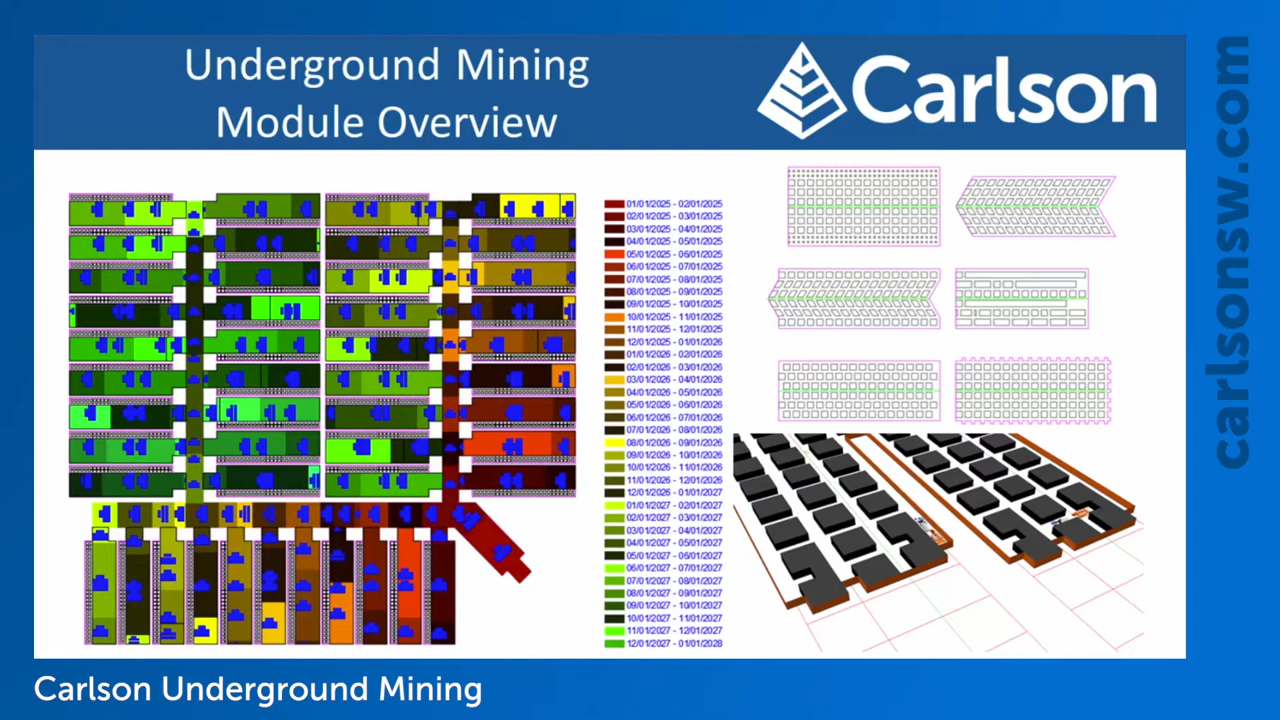 Underground Mining
Module Overview
Carlson
carlsonsw.com
01/01/2025 - 02/01/2025
02/01/2025 - 03/01/2025
03/01/2025 - 04/01/2025
04/01/2025 - 05/01/2025
05/01/2025 - 06/01/2025
06/01/2025 - 07/01/2025
07/01/2025 - 08/01/2025
08/01/2025 - 09/01/2025
09/01/2025 - 10/01/2025
10/01/2025 - 11/01/2025
11/01/2025 - 12/01/2025
12/01/2025 - 01/01/2026
01/01/2026 - 02/01/2026
02/01/2026 - 03/01/2026
03/01/2026 - 04/01/2026
04/01/2026 - 05/01/2026
05/01/2026 - 06/01/2026
06/01/2026 - 07/01/2026
07/01/2026 - 08/01/2026
08/01/2026 - 09/01/2026
09/01/2026 - 10/01/2026
10/01/2026 - 11/01/2026
11/01/2026 - 12/01/2026
12/01/2026 - 01/01/2027
01/01/2027 - 02/01/2027
02/01/2027 - 03/01/2027
03/01/2027 - 04/01/2027
04/01/2027 - 05/01/2027
05/01/2027 - 06/01/2027
06/01/2027 - 07/01/2027
07/01/2027 - 08/01/2027
08/01/2027 - 09/01/2027
09/01/2027 - 10/01/2027
10/01/2027 - 11/01/2027
11/01/2027 - 12/01/2027
12/01/2027 - 01/01/2028
Carlson Underground Mining